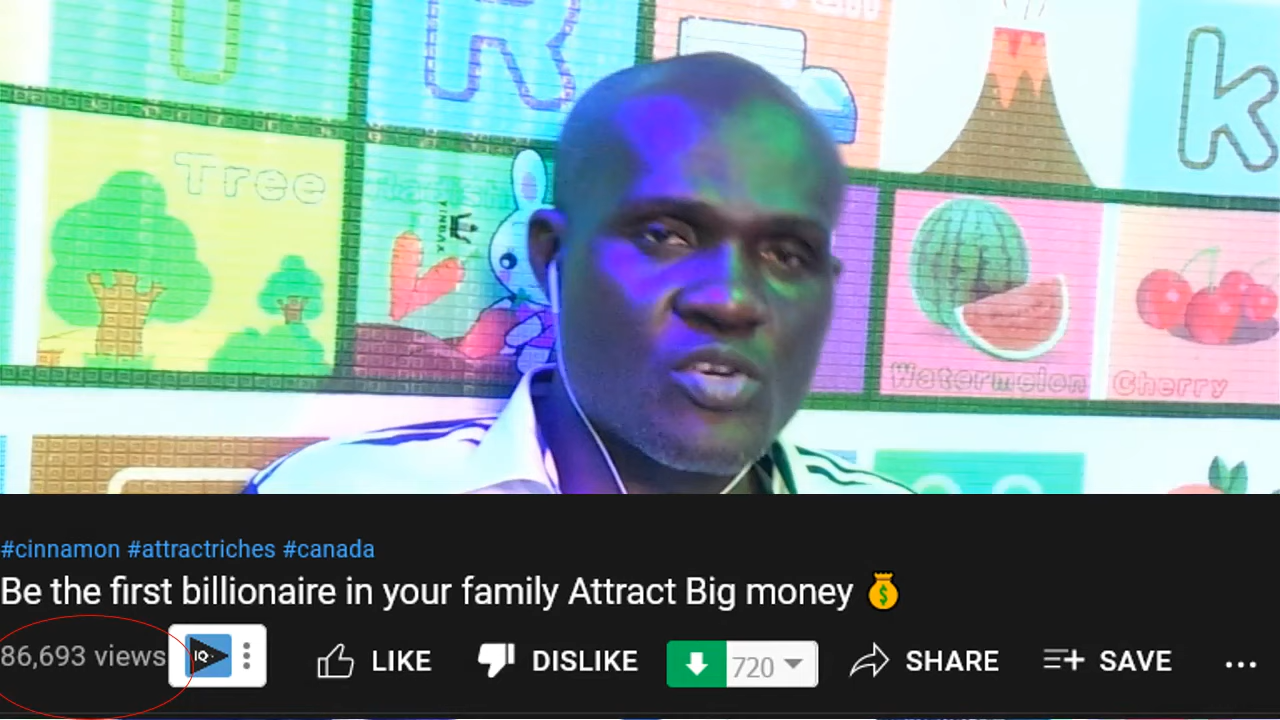 U
R
k
Tree
Watermelon
Cherry
#cinnamon #attractriches #canada
Be the first billionaire in your family Attract Big money 💰
86,693 views
IQ
LIKE
DISLIKE
720
SHARE
SAVE